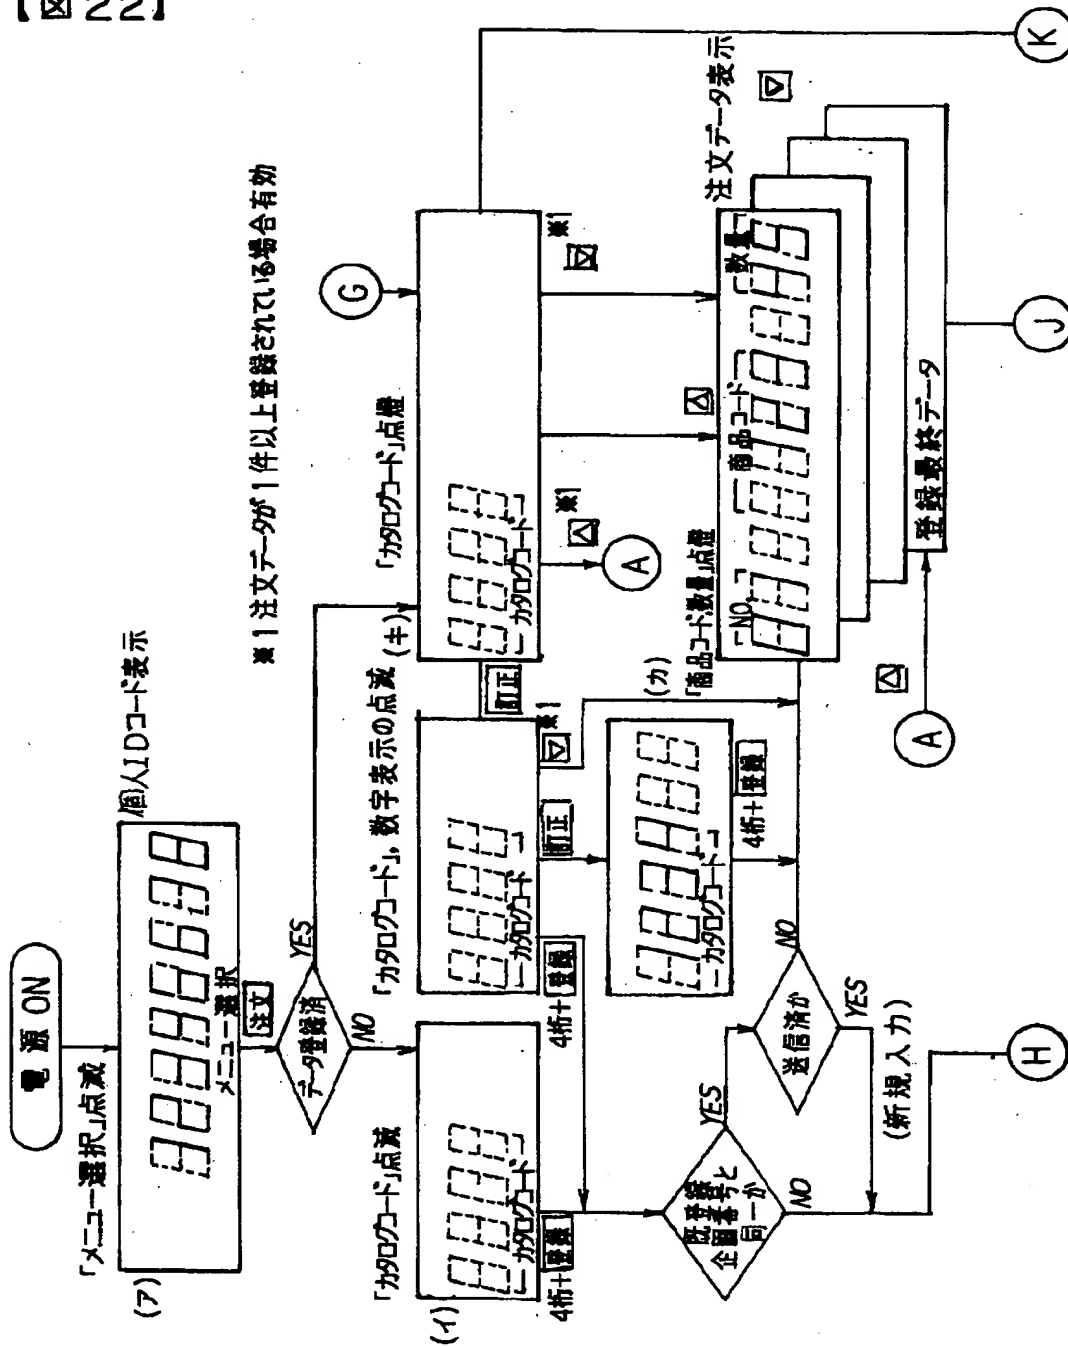 【図22】
電源 ON
「メニュー選択」点滅
個人IDコード表示
(ア)
メニュー選択
注文
データ登録済
YES
NO
※1注文データが1件以上登録されている場合有効
「カタログコード」点滅
(イ)
カタログコード
4桁+登録
「カタログコード」, 数字表示の点滅
カタログコード
4桁+登録
訂正
▽ ※1
「カタログコード」点燈
(キ)
カタログコード
訂正
G
△ ※1
A
△
※1
K
カタログコード
4桁+登録
既登録
企画番号と
同一か
YES
NO
送信済か
NO
YES
(新規入力)
H
(カ)
「商品コード,数量」点燈
注文データ表示
NO.
商品コード
数量
▽
登録最終データ
△
A
J